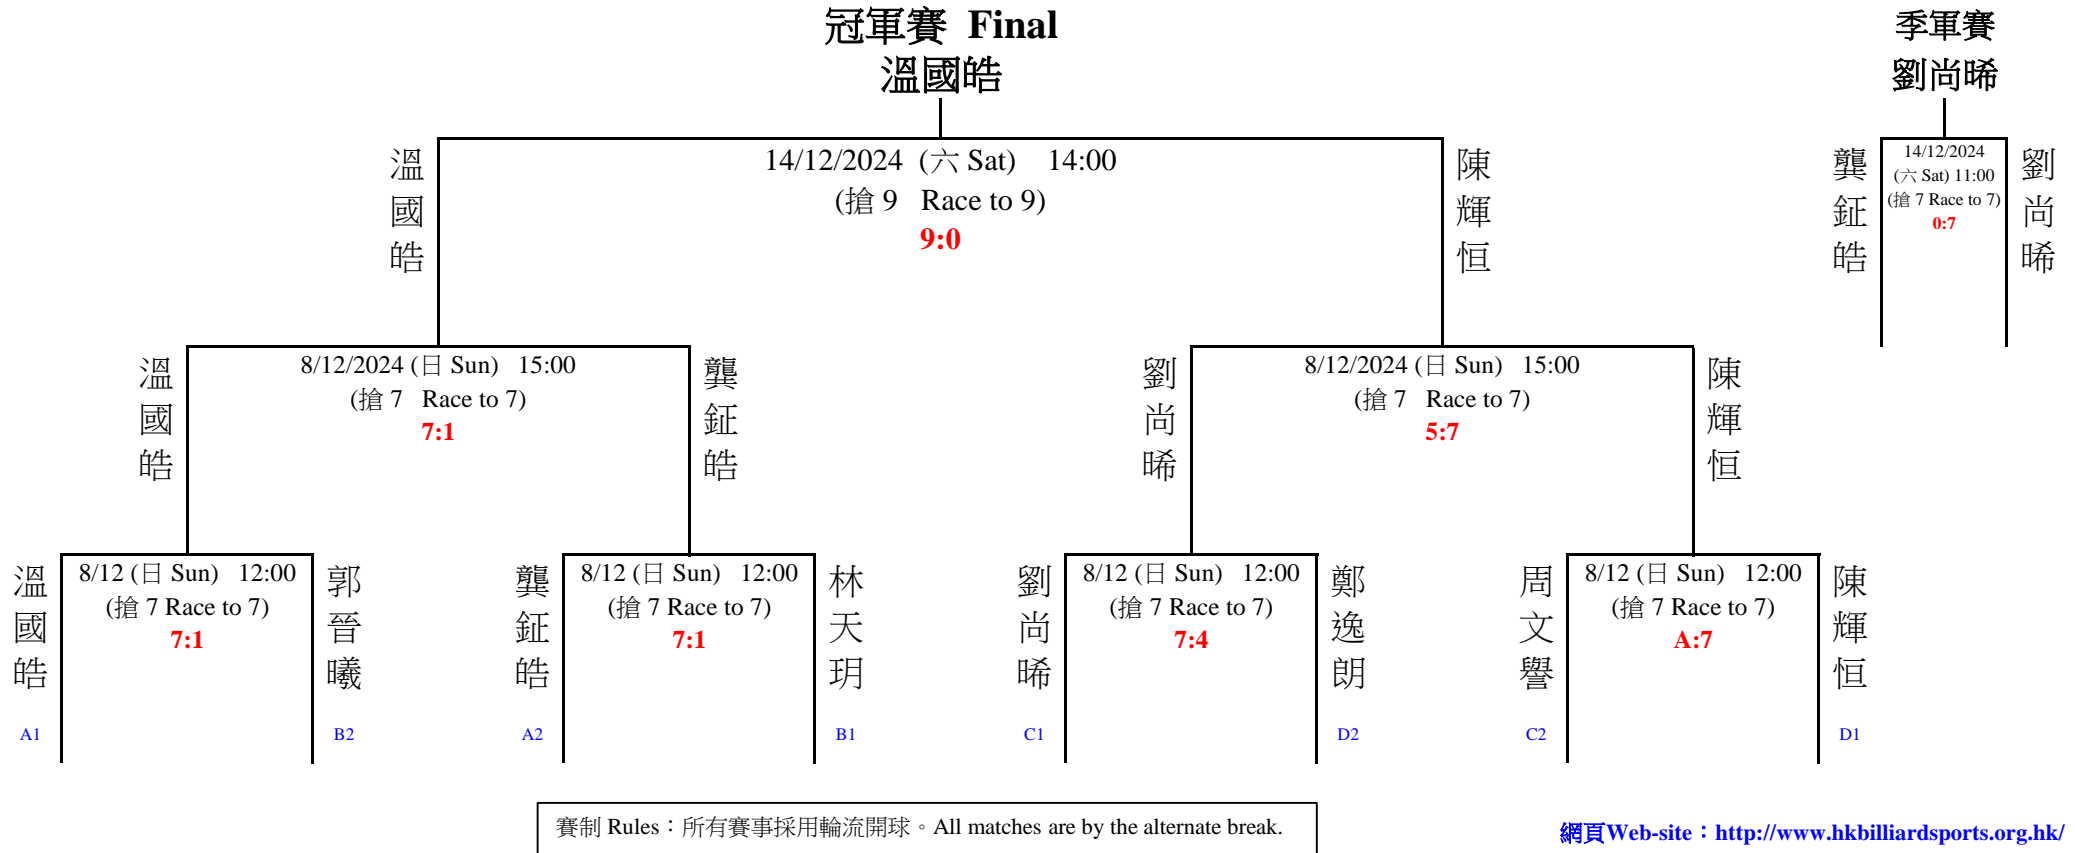 冠軍賽 Final
溫國皓
季軍賽
劉尚晞
溫國皓
14/12/2024 (六 Sat) 14:00
(搶 9 Race to 9)
9:0
陳輝恒
龔鉦皓
14/12/2024
(六 Sat) 11:00
(搶 7 Race to 7)
0:7
劉尚晞
溫國皓
8/12/2024 (日 Sun) 15:00
(搶 7 Race to 7)
7:1
龔鉦皓
劉尚晞
8/12/2024 (日 Sun) 15:00
(搶 7 Race to 7)
5:7
陳輝恒
溫國皓
8/12 (日 Sun) 12:00
(搶 7 Race to 7)
7:1
郭晉曦
龔鉦皓
8/12 (日 Sun) 12:00
(搶 7 Race to 7)
7:1
林天玥
劉尚晞
8/12 (日 Sun) 12:00
(搶 7 Race to 7)
7:4
鄭逸朗
周文譽
8/12 (日 Sun) 12:00
(搶 7 Race to 7)
A:7
陳輝恒
A1
B2
A2
B1
C1
D2
C2
D1
賽制 Rules：所有賽事採用輪流開球。All matches are by the alternate break.
網頁Web-site：http://www.hkbilliardsports.org.hk/